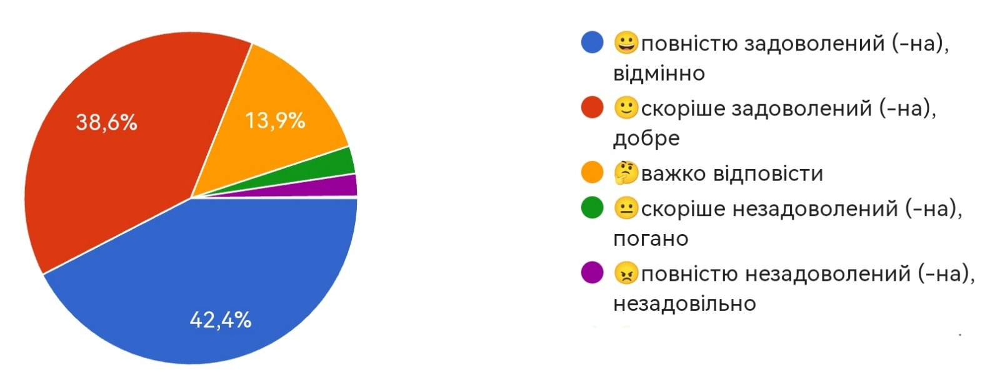 38,6%
13,9%
42,4%
😀повністю задоволений (-на),
відмінно
🙂скоріше задоволений (-на),
добре
🤔важко відповісти
😐скоріше незадоволений (-на),
погано
😠повністю незадоволений (-на),
незадовільно